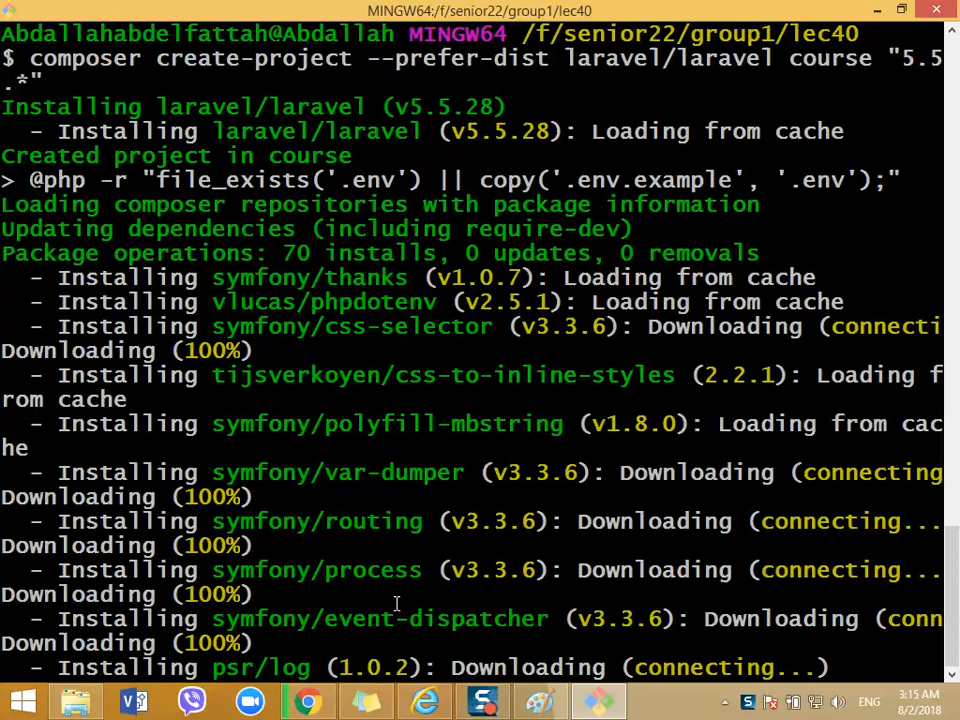 MINGW64:/f/senior22/group1/lec40
Abdallahabdelfattah@Abdallah MINGW64 /f/senior22/group1/lec40
$ composer create-project --prefer-dist laravel/laravel course "5.5
.*"
Installing laravel/laravel (v5.5.28)
  - Installing laravel/laravel (v5.5.28): Loading from cache
Created project in course
> @php -r "file_exists('.env') || copy('.env.example', '.env');"
Loading composer repositories with package information
Updating dependencies (including require-dev)
Package operations: 70 installs, 0 updates, 0 removals
  - Installing symfony/thanks (v1.0.7): Loading from cache
  - Installing vlucas/phpdotenv (v2.5.1): Loading from cache
  - Installing symfony/css-selector (v3.3.6): Downloading (connecti
Downloading (100%)
  - Installing tijsverkoyen/css-to-inline-styles (2.2.1): Loading f
rom cache
  - Installing symfony/polyfill-mbstring (v1.8.0): Loading from cac
he
  - Installing symfony/var-dumper (v3.3.6): Downloading (connecting
Downloading (100%)
  - Installing symfony/routing (v3.3.6): Downloading (connecting...
Downloading (100%)
  - Installing symfony/process (v3.3.6): Downloading (connecting...
Downloading (100%)
  - Installing symfony/event-dispatcher (v3.3.6): Downloading (conn
Downloading (100%)
  - Installing psr/log (1.0.2): Downloading (connecting...)
ENG
3:15 AM
8/2/2018